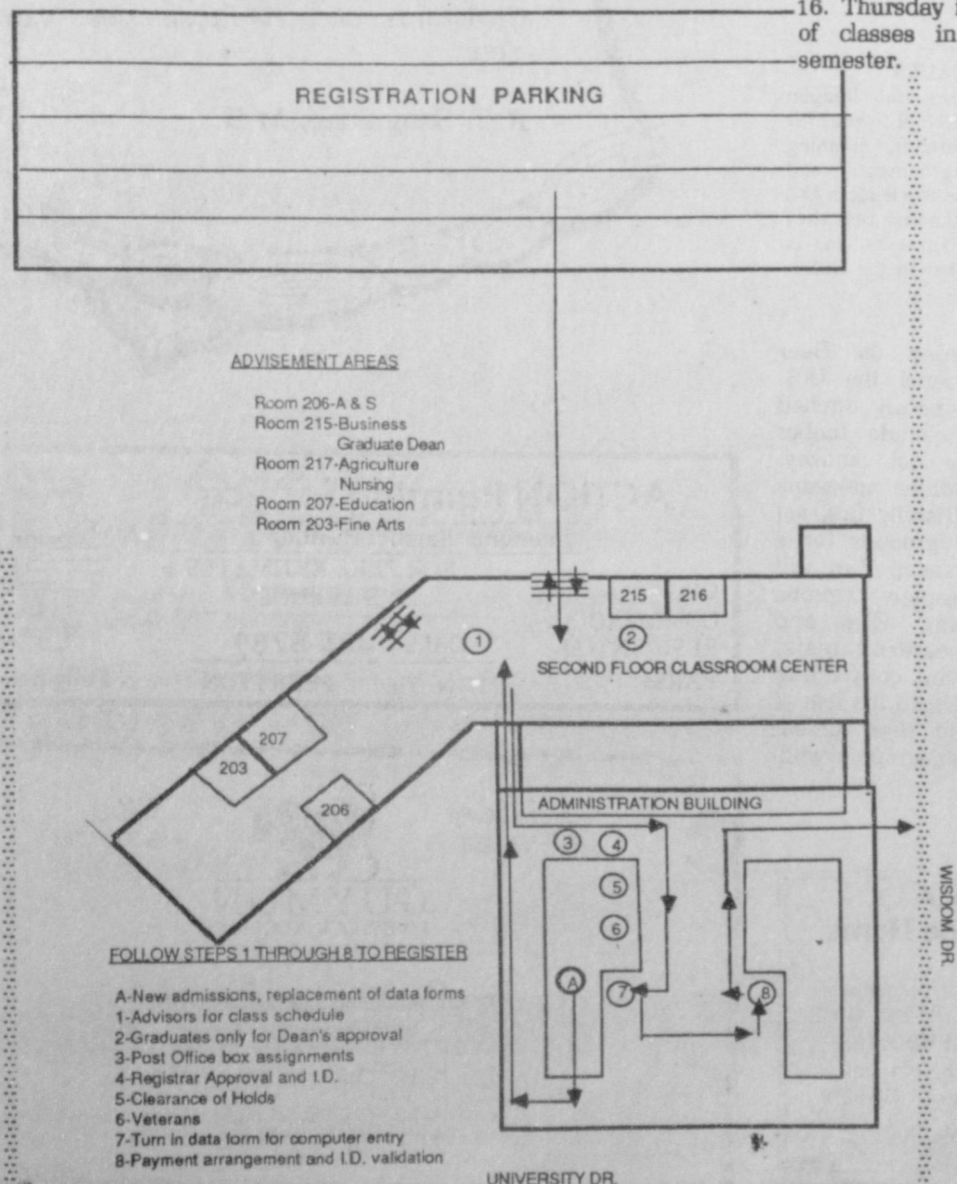 16. Thursday
of classes in
semester.
REGISTRATION PARKING
ADVISEMENT AREAS
Room 206-A & S
Room 215-Business
Graduate Dean
Room 217-Agriculture
Nursing
Room 207-Education
Room 203-Fine Arts
215 216
1
2
SECOND FLOOR CLASSROOM CENTER
207
203
206
ADMINISTRATION BUILDING
3 4
5
6
A
7
8
WISDOM DR.
FOLLOW STEPS 1 THROUGH 8 TO REGISTER
A-New admissions, replacement of data forms
1-Advisors for class schedule
2-Graduates only for Dean's approval
3-Post Office box assignments
4-Registrar Approval and I.D.
5-Clearance of Holds
6-Veterans
7-Turn in data form for computer entry
8-Payment arrangement and I.D. validation
UNIVERSITY DR.